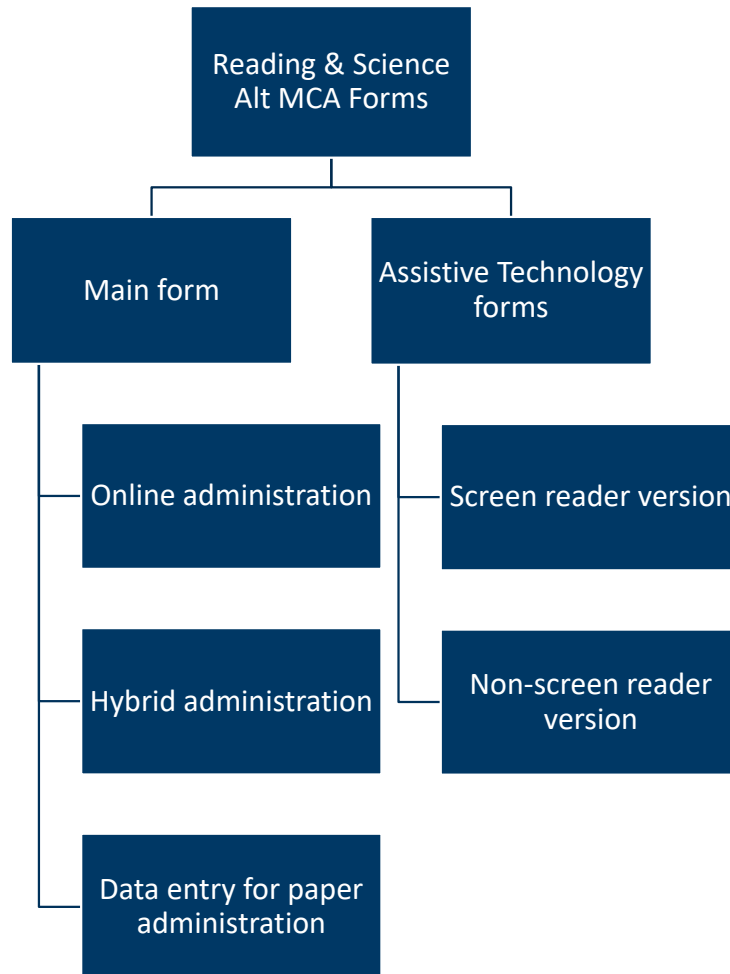 Reading & Science
Alt MCA Forms
Main form
Assistive Technology
forms
Online administration
Screen reader version
Hybrid administration
Non-screen reader
version
Data entry for paper
administration